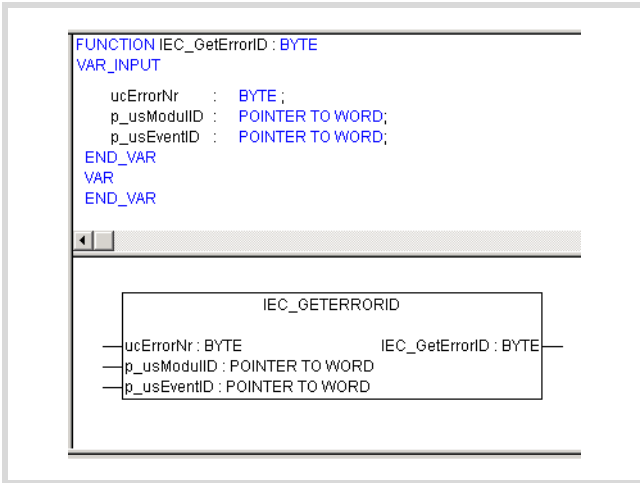 FUNCTION IEC_GetErrorID : BYTE
VAR_INPUT
ucErrorNr : BYTE ;
p_usModulID : POINTER TO WORD;
p_usEventID : POINTER TO WORD;
END_VAR
VAR
END_VAR
IEC_GETERRORID
ucErrorNr : BYTE IEC_GetErrorID : BYTE
p_usModulID : POINTER TO WORD
p_usEventID : POINTER TO WORD